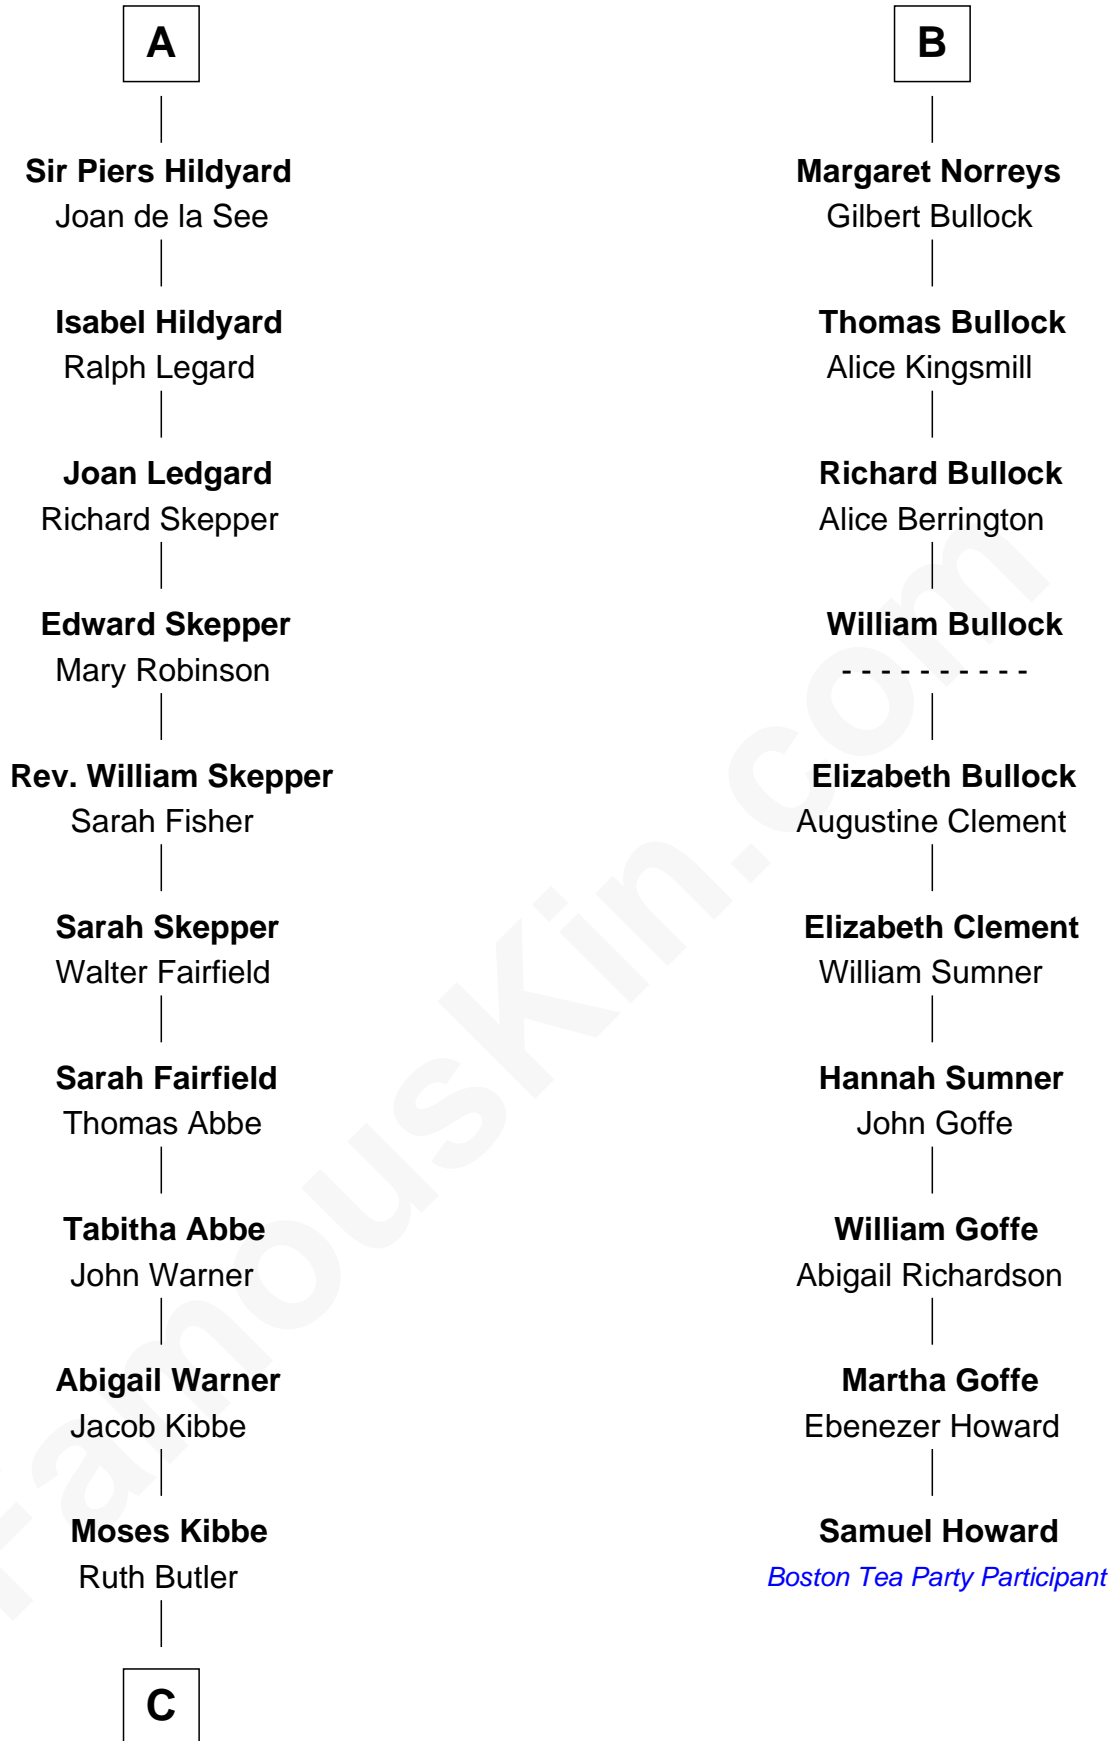 A
Sir Piers Hildyard
Joan de la See
Isabel Hildyard
Ralph Legard
Joan Ledgard
Richard Skepper
Edward Skepper
Mary Robinson
Rev. William Skepper
Sarah Fisher
Sarah Skepper
Walter Fairfield
Sarah Fairfield
Thomas Abbe
Tabitha Abbe
John Warner
Abigail Warner
Jacob Kibbe
Moses Kibbe
Ruth Butler
C
B
Margaret Norreys
Gilbert Bullock
Thomas Bullock
Alice Kingsmill
Richard Bullock
Alice Berrington
William Bullock
- - - - - - - - - -
Elizabeth Bullock
Augustine Clement
Elizabeth Clement
William Sumner
Hannah Sumner
John Goffe
William Goffe
Abigail Richardson
Martha Goffe
Ebenezer Howard
Samuel Howard
Boston Tea Party Participant
FamousKin.com